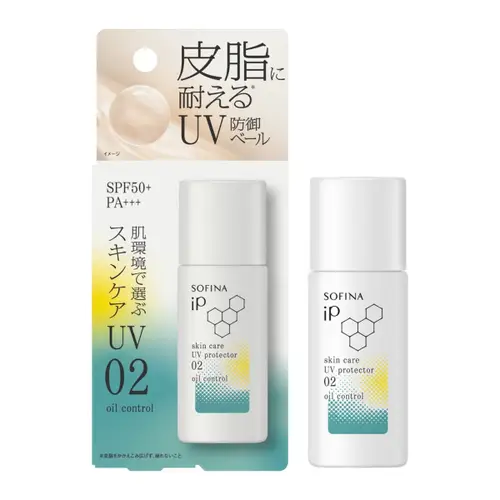 皮脂に
耐える※
UV防御
ベール
イメージ
SPF50+
PA+++
肌環境で選ぶ
スキンケア
UV
02
oil control
SOFINA
iP
skin care
UV protector
02
oil control
SOFINA
iP
skin care
UV protector
02
oil control